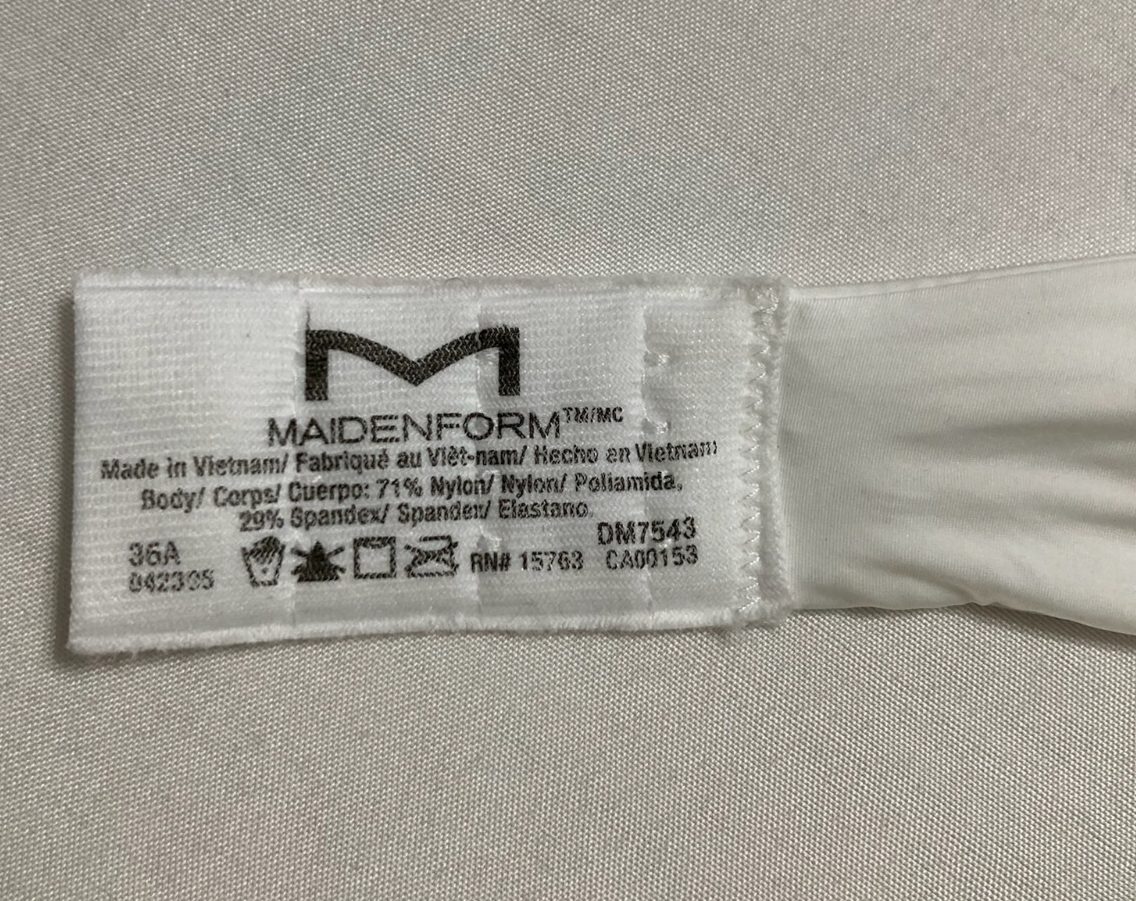 MAIDENFORM™/MC
Made in Vietnam/ Fabriqué au Viêt-nam/ Hecho en Vietnam
Body/ Corps/ Cuerpo: 71% Nylon/ Nylon/ Poliamida,
29% Spandex/ Spandex/ Elastano.
DM7543
36A
RN# 15763 CA00153